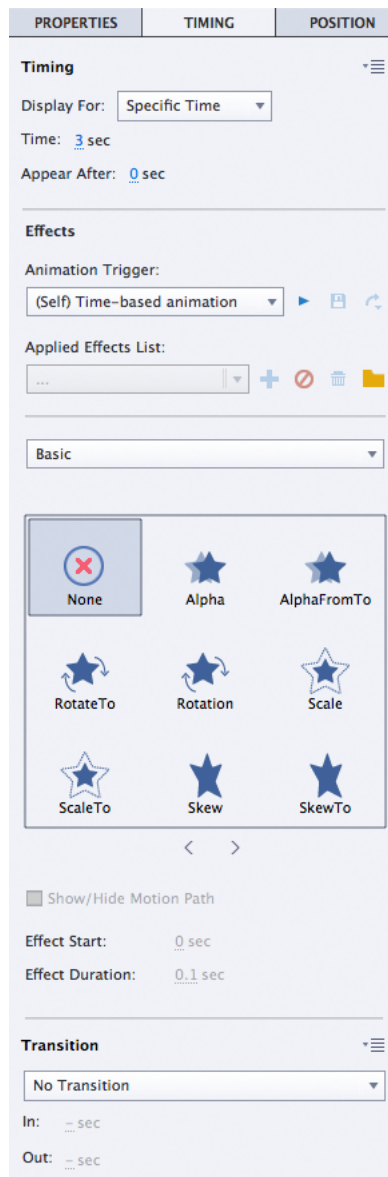 PROPERTIES TIMING POSITION
Timing
Display For: Specific Time
Time: 3 sec
Appear After: 0 sec
Effects
Animation Trigger:
(Self) Time-based animation
Applied Effects List:
...
Basic
None Alpha AlphaFromTo
RotateTo Rotation Scale
ScaleTo Skew SkewTo
< >
Show/Hide Motion Path
Effect Start: 0 sec
Effect Duration: 0.1 sec
Transition
No Transition
In: – sec
Out: – sec